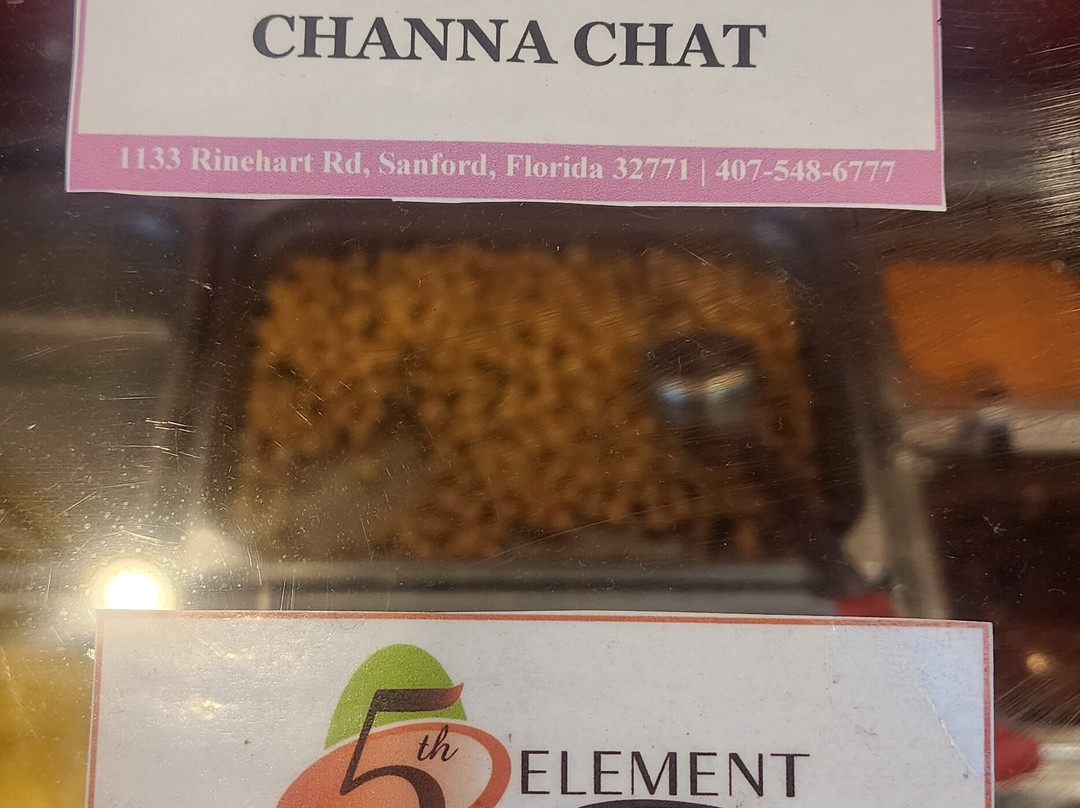 CHANNA CHAT
1133 Rinehart Rd, Sanford, Florida 32771 | 407-548-6777
5th ELEMENT